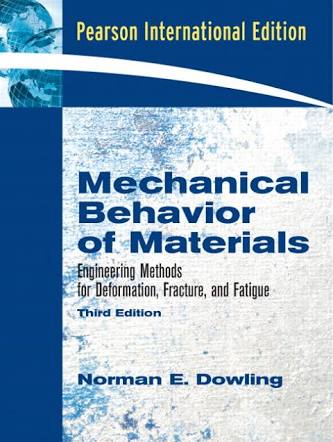 Pearson International Edition
Mechanical
Behavior
of Materials
Engineering Methods
for Deformation, Fracture, and Fatigue
Third Edition
Norman E. Dowling